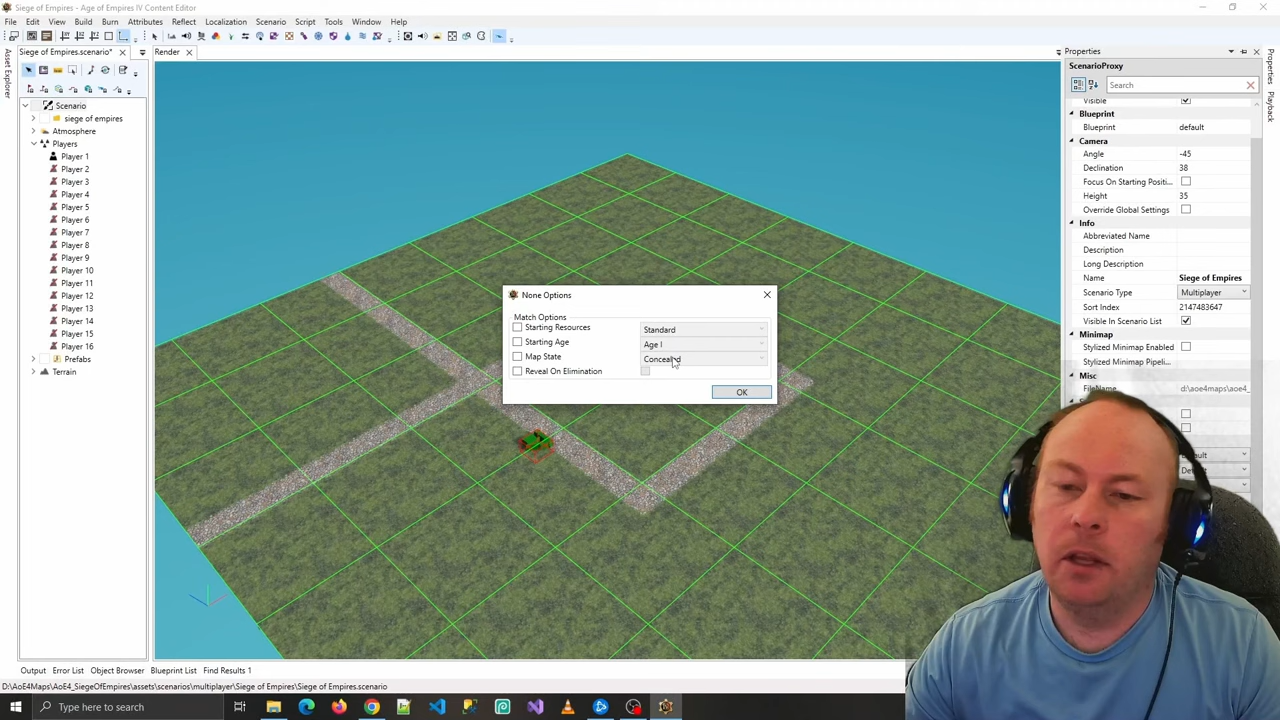 Siege of Empires - Age of Empires IV Content Editor
File Edit View Build Burn Attributes Reflect Localization Scenario Script Tools Window Help
Siege of Empires.scenario*
Render
Properties
Asset Explorer
Scenario
siege of empires
Atmosphere
Players
Player 1
Player 2
Player 3
Player 4
Player 5
Player 6
Player 7
Player 8
Player 9
Player 10
Player 11
Player 12
Player 13
Player 14
Player 15
Player 16
Prefabs
Terrain
None Options
Match Options
Starting Resources Standard
Starting Age Age I
Map State Concealed
Reveal On Elimination
OK
ScenarioProxy
Search
Visible
Blueprint
Blueprint default
Camera
Angle -45
Declination 38
Focus On Starting Positi...
Height 35
Override Global Settings
Info
Abbreviated Name
Description
Long Description
Name Siege of Empires
Scenario Type Multiplayer
Sort Index 2147483647
Visible In Scenario List
Minimap
Stylized Minimap Enabled
Stylized Minimap Pipeli...
Misc
FileName d:\aoe4maps\aoe4_
Properties
Playback
Output Error List Object Browser Blueprint List Find Results 1
D:\AoE4Maps\AoE4_SiegeOfEmpires\assets\scenarios\multiplayer\Siege of Empires\Siege of Empires.scenario
Type here to search